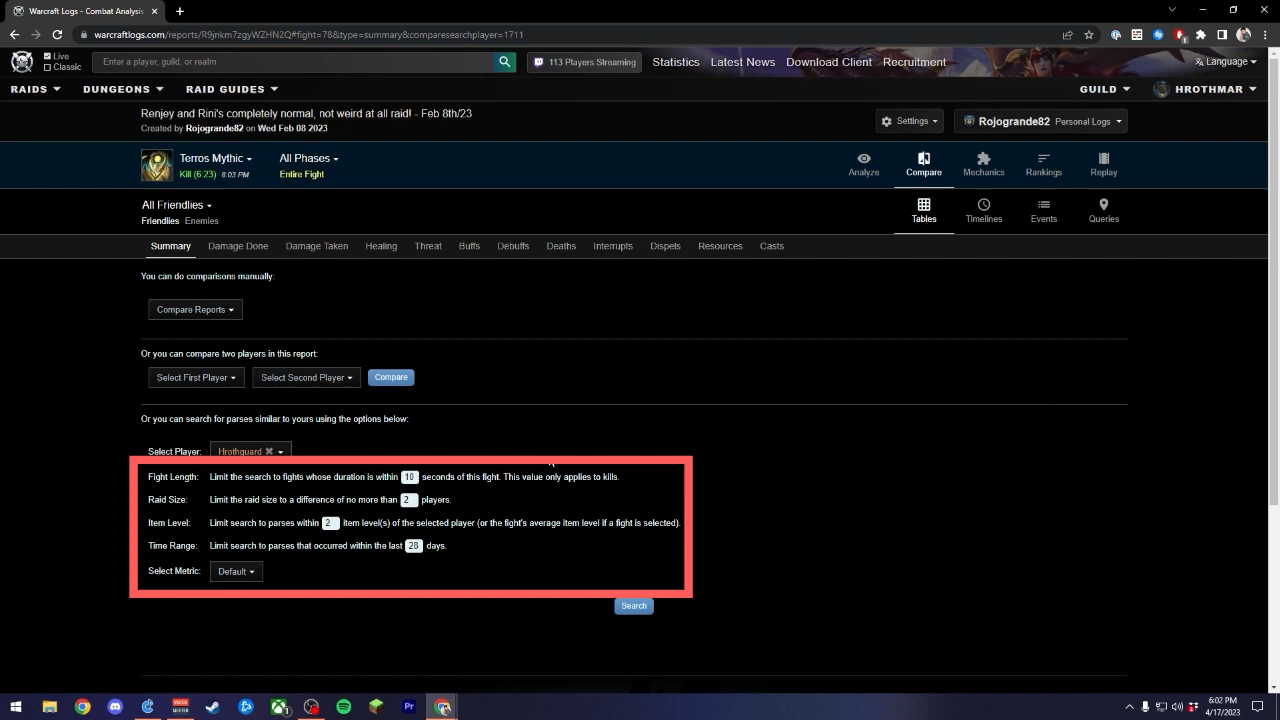 Warcraft Logs - Combat Analysis
warcraftlogs.com/reports/R9jnkm7zgyWZHN2Q#fight=78&type=summary&comparesearchplayer=1711
Live
Classic
Enter a player, guild, or realm
113 Players Streaming
Statistics
Latest News
Download Client
Recruitment
Language
RAIDS
DUNGEONS
RAID GUIDES
GUILD
HROTHMAR
Renjey and Rini's completely normal, not weird at all raid! - Feb 8th/23
Created by Rojogrande82 on Wed Feb 08 2023
Settings
Rojogrande82 Personal Logs
Terros Mythic
Kill (6:23) 8:03 PM
All Phases
Entire Fight
Analyze
Compare
Mechanics
Rankings
Replay
All Friendlies
Friendlies Enemies
Tables
Timelines
Events
Queries
Summary
Damage Done
Damage Taken
Healing
Threat
Buffs
Debuffs
Deaths
Interrupts
Dispels
Resources
Casts
You can do comparisons manually:
Compare Reports
Or you can compare two players in this report:
Select First Player
Select Second Player
Compare
Or you can search for parses similar to yours using the options below:
Select Player: Hrothguard
Fight Length: Limit the search to fights whose duration is within 10 seconds of this fight. This value only applies to kills.
Raid Size: Limit the raid size to a difference of no more than 2 players.
Item Level: Limit search to parses within 2 item level(s) of the selected player (or the fight's average item level if a fight is selected).
Time Range: Limit search to parses that occurred within the last 28 days.
Select Metric: Default
Search
VOICE
MEETER
1
Pr
6:02 PM
4/17/2023